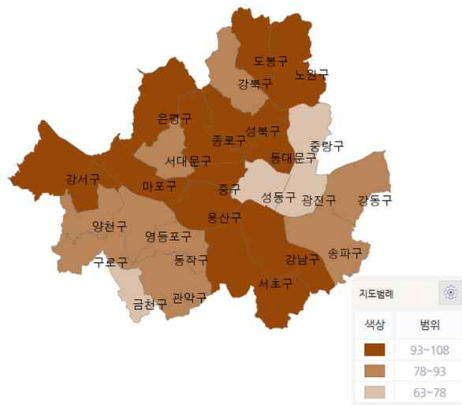 도봉구
노원구
강북구
은평구
성북구
종로구
중랑구
서대문구
동대문구
강서구
마포구
중구
성동구
광진구
강동구
용산구
양천구
영등포구
송파구
구로구
동작구
강남구
서초구
금천구
관악구
지도범례
색상 범위
93~108
78~93
63~78